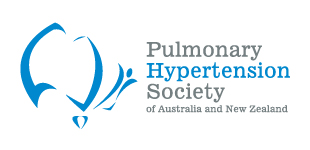 Pulmonary
Hypertension
Society
of Australia and New Zealand